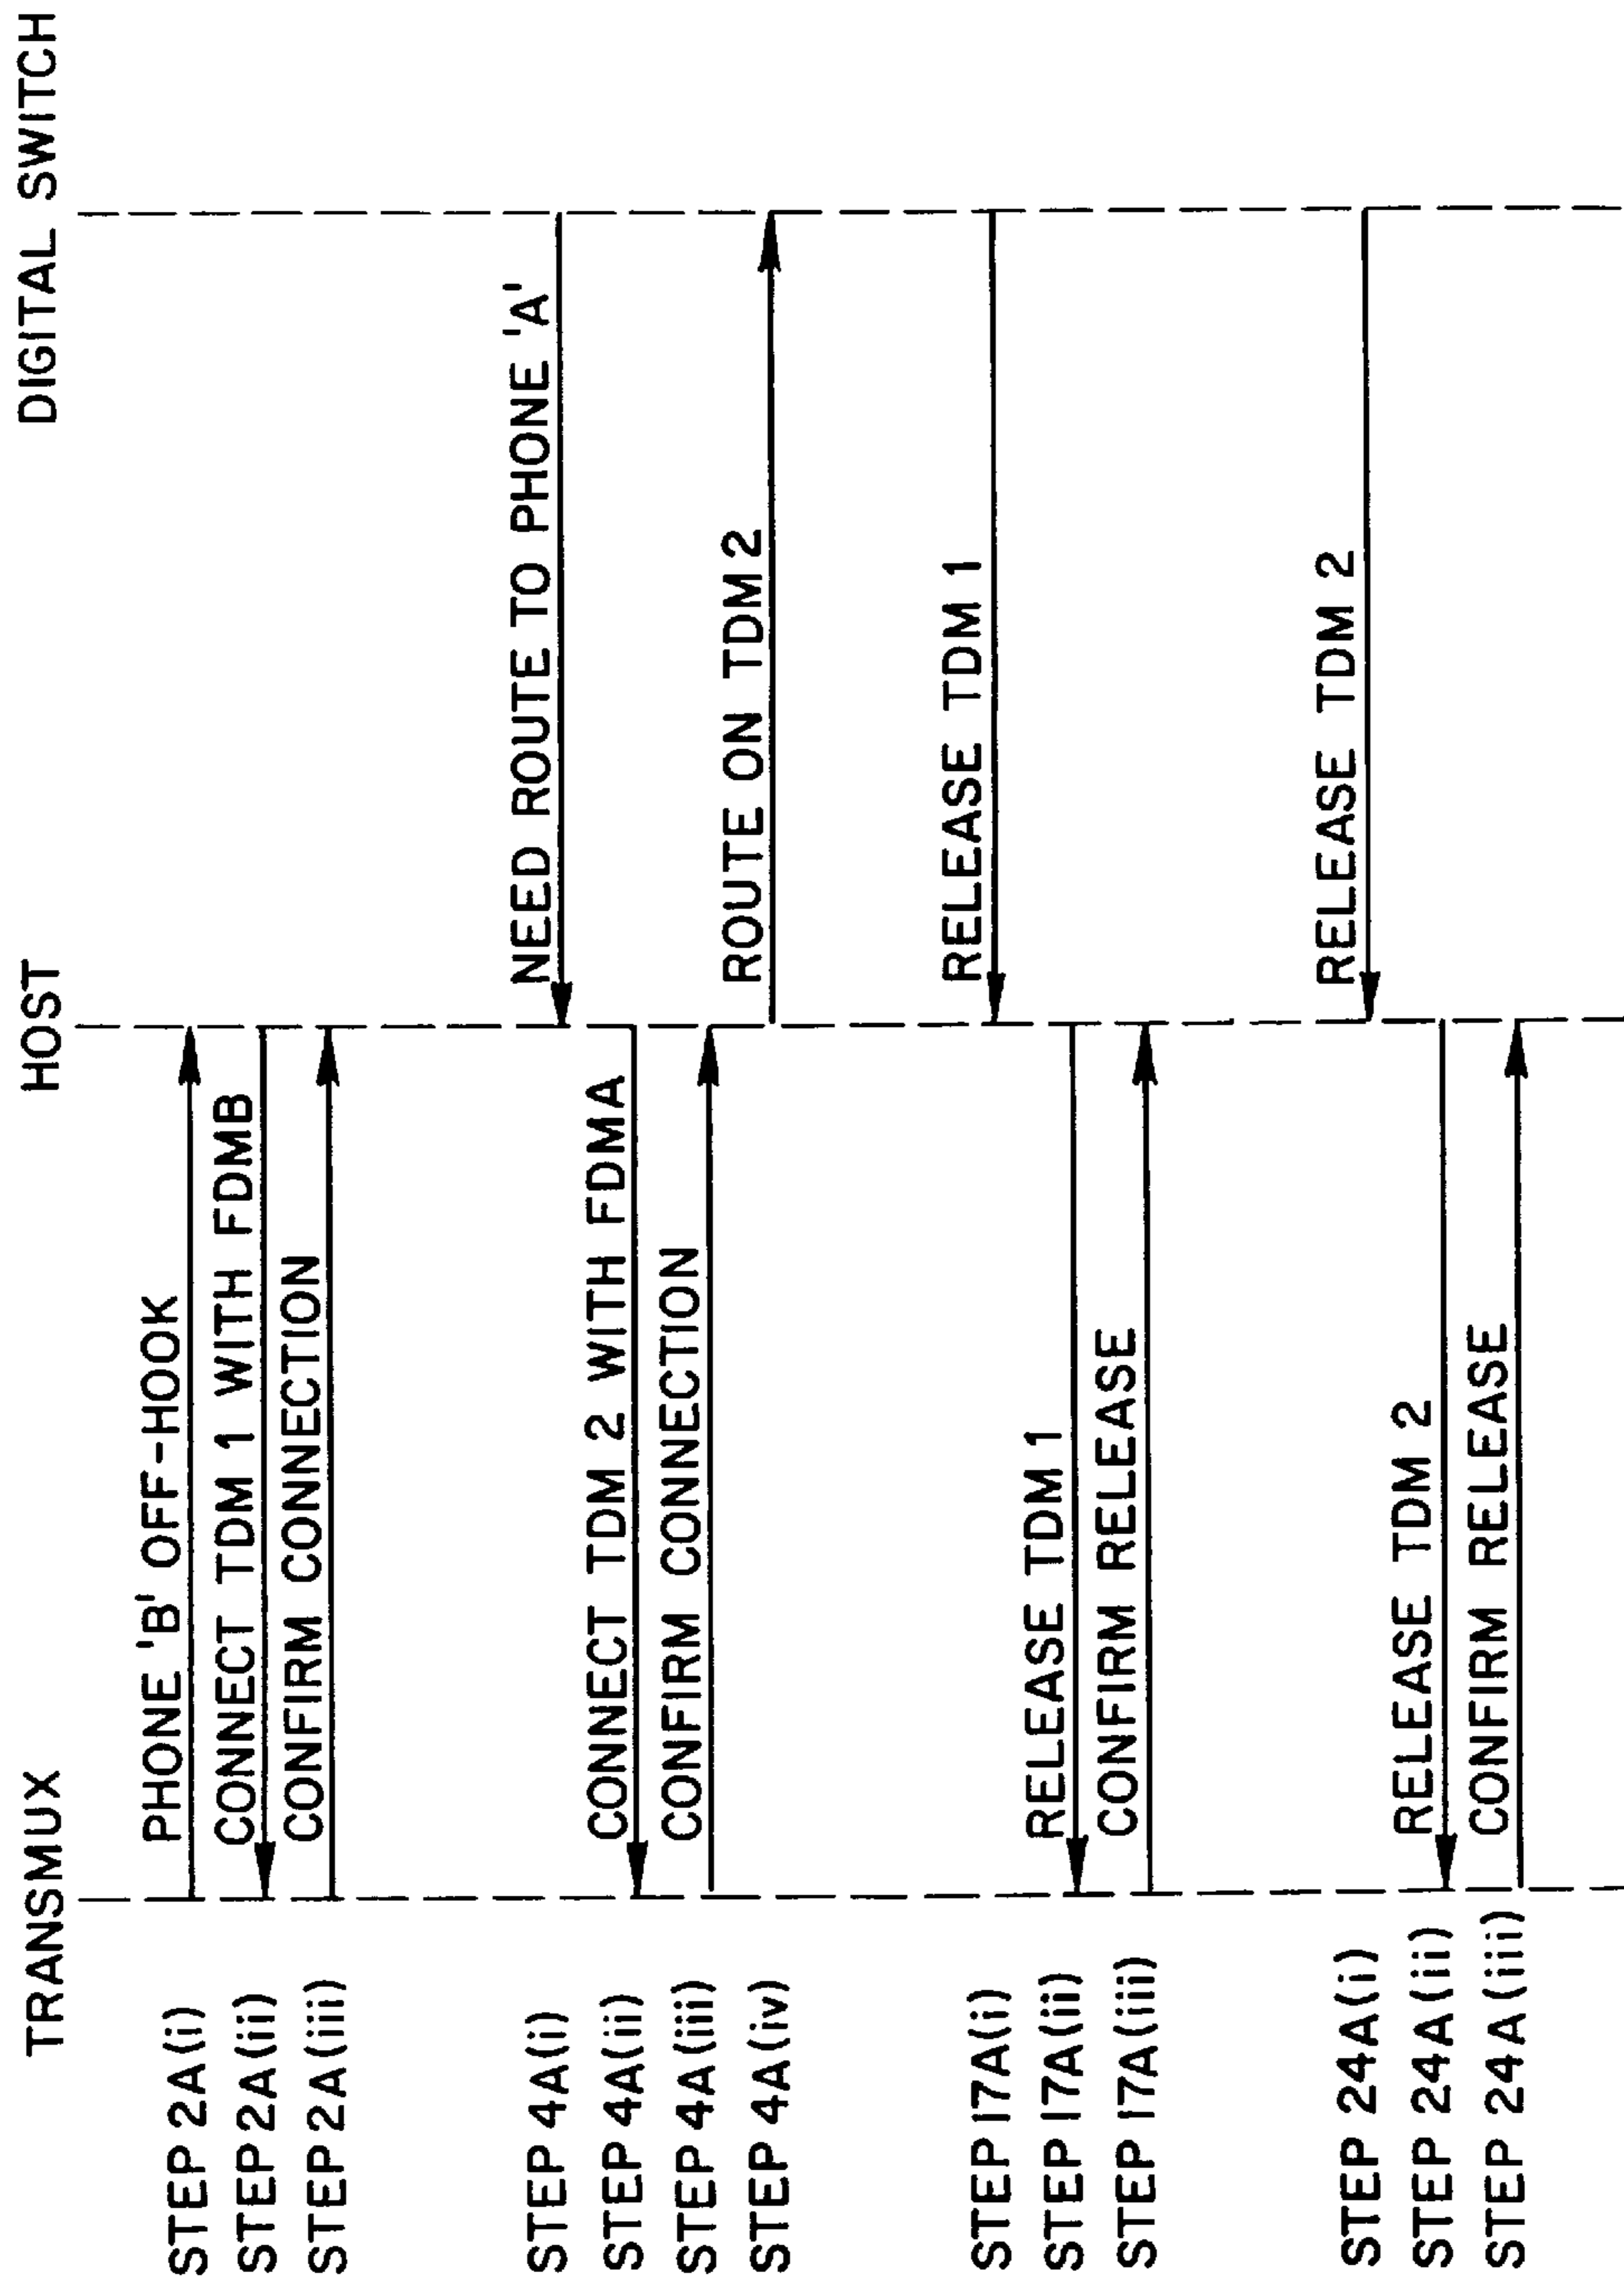 TRANSMUX HOST DIGITAL SWITCH
STEP 2A(i) PHONE 'B' OFF-HOOK
STEP 2A(ii) CONNECT TDM 1 WITH FDMB
STEP 2A(iii) CONFIRM CONNECTION
STEP 4A(i) NEED ROUTE TO PHONE 'A'
STEP 4A(ii) CONNECT TDM 2 WITH FDMA
STEP 4A(iii) CONFIRM CONNECTION
STEP 4A(iv) ROUTE ON TDM 2
STEP 17A(i) RELEASE TDM 1
STEP 17A(ii) RELEASE TDM 1
STEP 17A(iii) CONFIRM RELEASE
STEP 24A(i) RELEASE TDM 2
STEP 24A(ii) RELEASE TDM 2
STEP 24A(iii) CONFIRM RELEASE